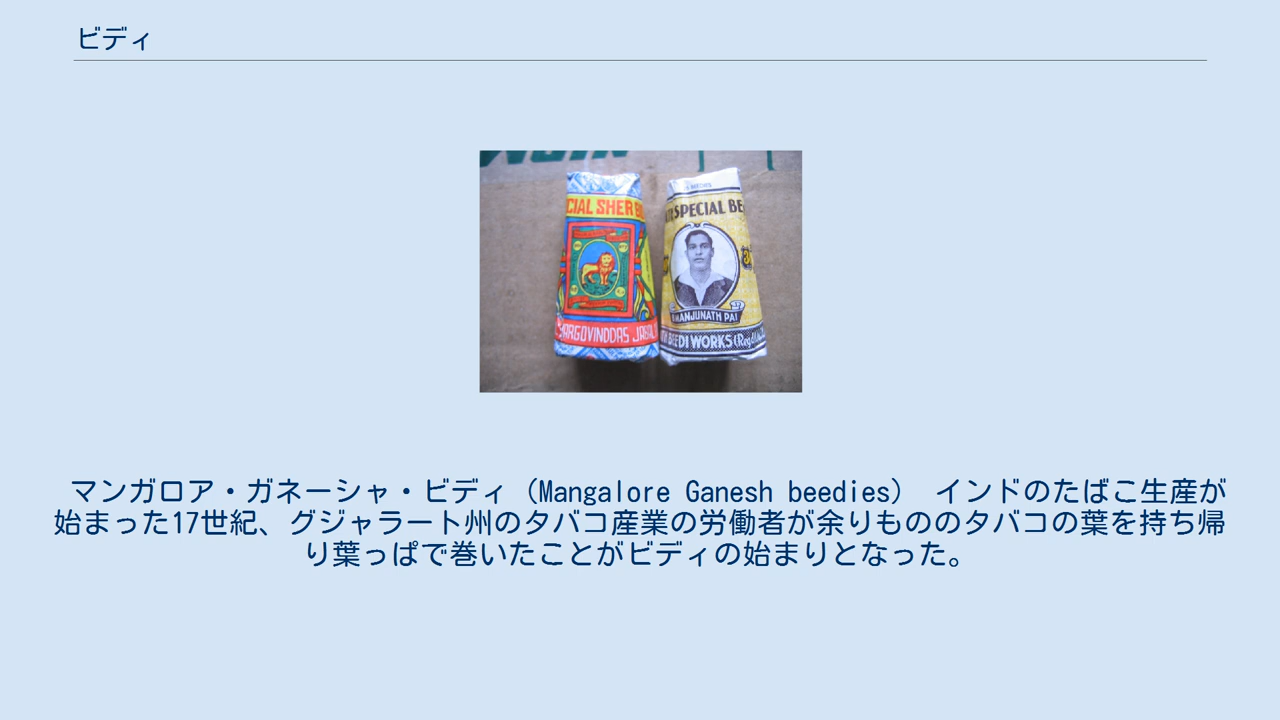 ビディ
CIAL SHER
SPECIAL BE
MANJUNATH PAI
BEEDI WORKS
マンガロア・ガネーシャ・ビディ（Mangalore Ganesh beedies） インドのたばこ生産が
始まった17世紀、グジャラート州のタバコ産業の労働者が余りもののタバコの葉を持ち帰
り葉っぱで巻いたことがビディの始まりとなった。